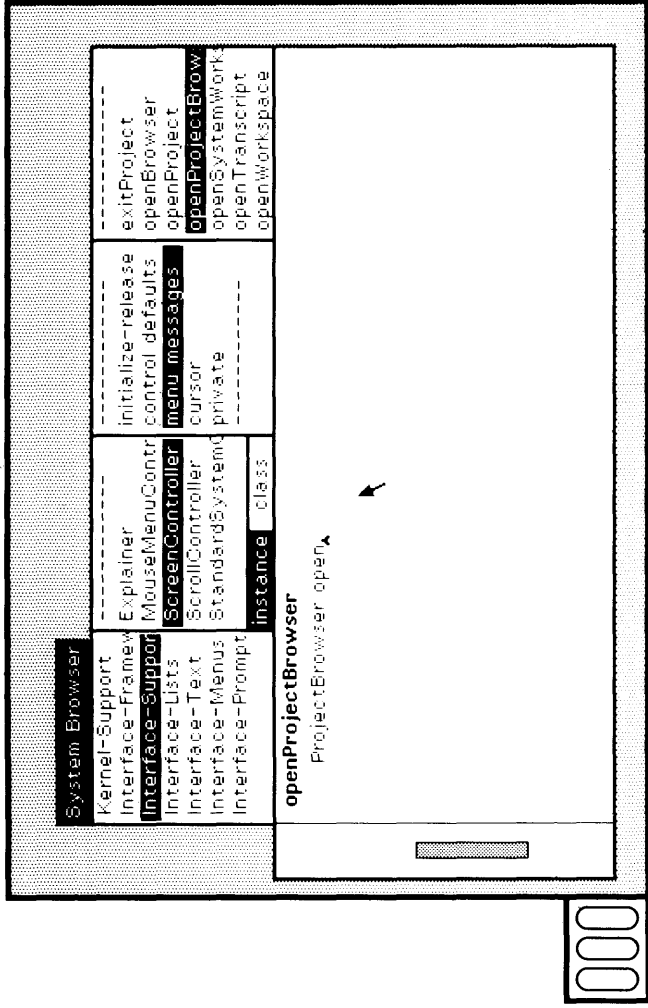 System Browser
Kernel-Support
Interface-Framew
Interface-Suppor
Interface-Lists
Interface-Text
Interface-Menus
Interface-Prompt
------------
Explainer
MouseMenuContr
ScreenController
ScrollController
StandardSystemC
instance
class
------------
initialize-release
control defaults
menu messages
cursor
private
------------
------------
exitProject
openBrowser
openProject
openProjectBrow
openSystemWorks
openTranscript
openWorkspace
openProjectBrowser
ProjectBrowser open